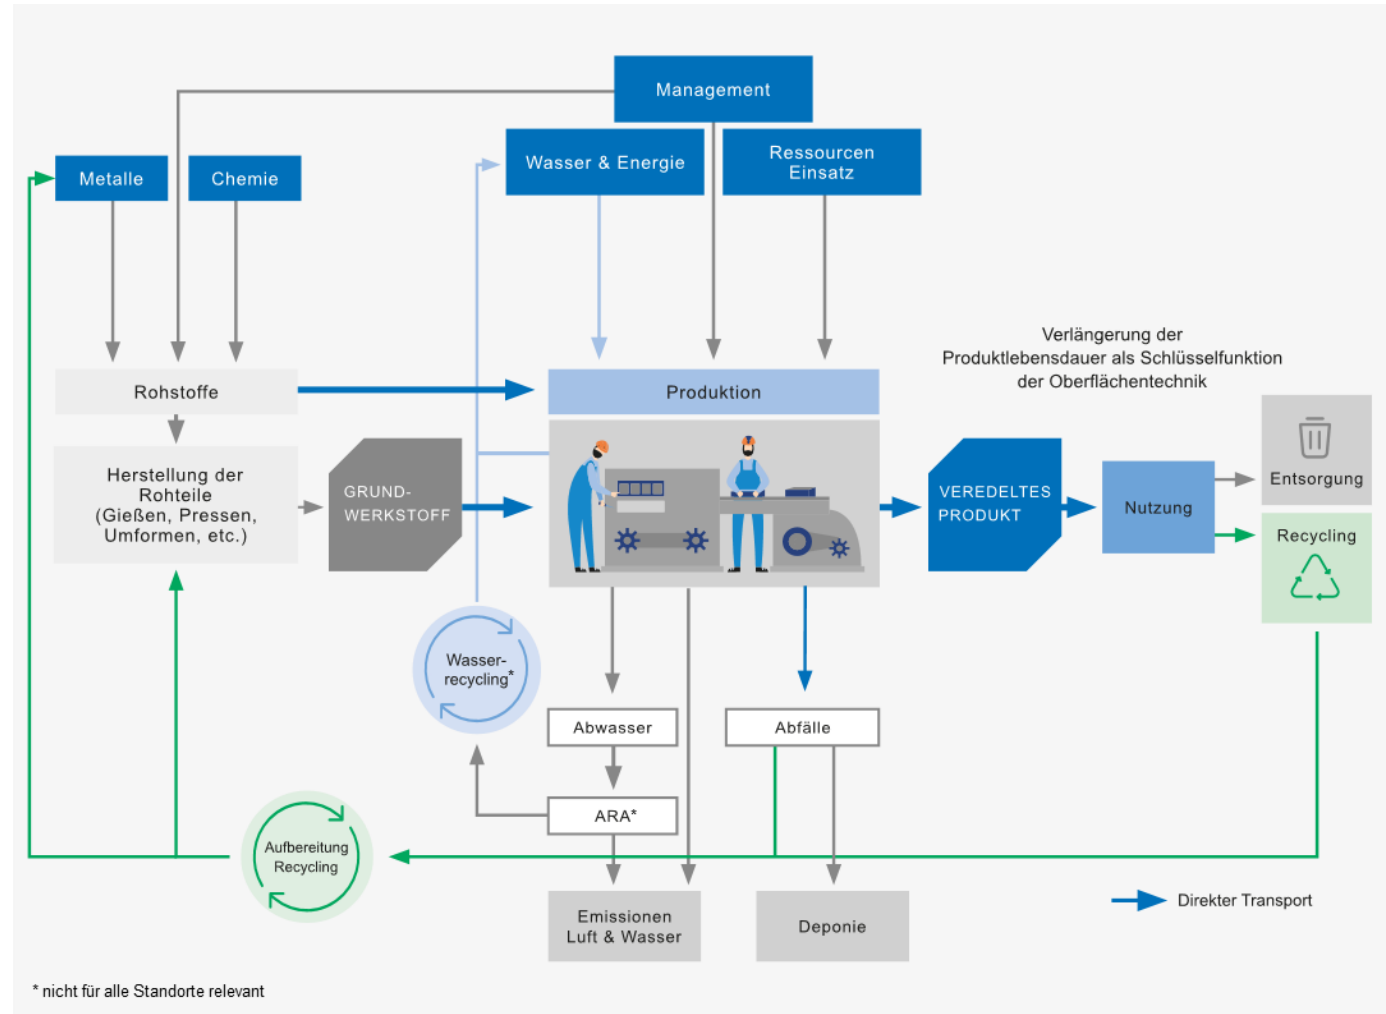 Management
Wasser & Energie
Ressourcen
Einsatz
Metalle
Chemie
Verlängerung der
Produktlebensdauer als Schlüsselfunktion
der Oberflächentechnik
Rohstoffe
Produktion
Herstellung der
Rohteile
(Gießen, Pressen,
Umformen, etc.)
GRUND-
WERKSTOFF
VEREDELTES
PRODUKT
Nutzung
Entsorgung
Recycling
Wasser-
recycling*
Abwasser
Abfälle
ARA*
Aufbereitung
Recycling
Emissionen
Luft & Wasser
Deponie
Direkter Transport
* nicht für alle Standorte relevant